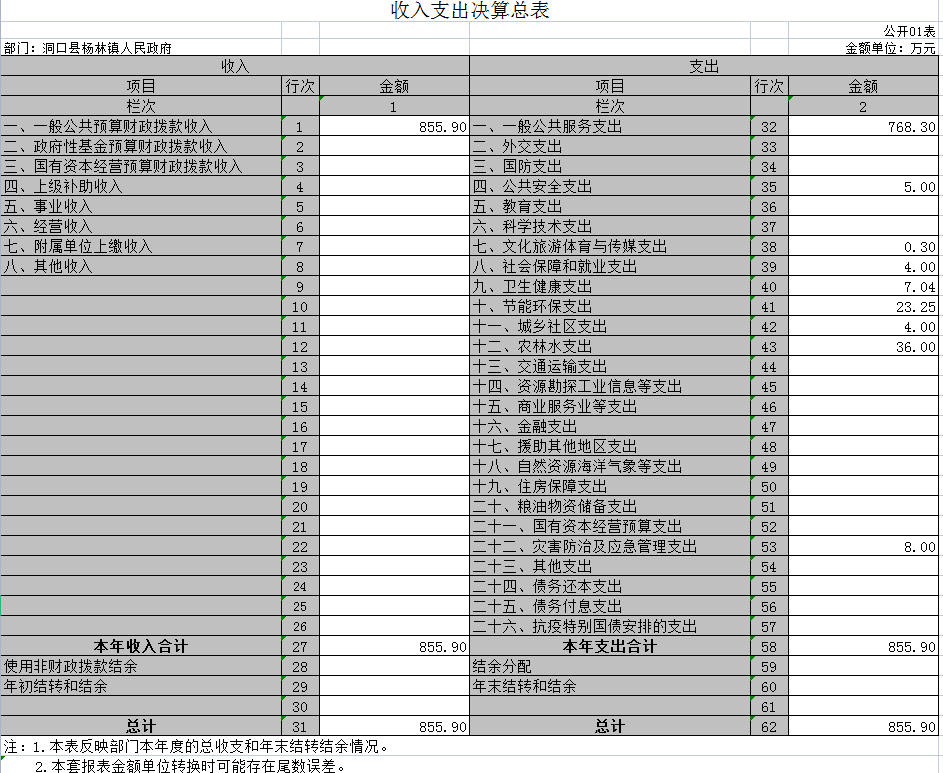 收入支出决算总表
公开01表
部门：洞口县杨林镇人民政府 金额单位：万元
收入 支出
项目 行次 金额 项目 行次 金额
栏次 1 栏次 2
一、一般公共预算财政拨款收入 1 855.90 一、一般公共服务支出 32 768.30
二、政府性基金预算财政拨款收入 2 二、外交支出 33
三、国有资本经营预算财政拨款收入 3 三、国防支出 34
四、上级补助收入 4 四、公共安全支出 35 5.00
五、事业收入 5 五、教育支出 36
六、经营收入 6 六、科学技术支出 37
七、附属单位上缴收入 7 七、文化旅游体育与传媒支出 38 0.30
八、其他收入 8 八、社会保障和就业支出 39 4.00
9 九、卫生健康支出 40 7.04
10 十、节能环保支出 41 23.25
11 十一、城乡社区支出 42 4.00
12 十二、农林水支出 43 36.00
13 十三、交通运输支出 44
14 十四、资源勘探工业信息等支出 45
15 十五、商业服务业等支出 46
16 十六、金融支出 47
17 十七、援助其他地区支出 48
18 十八、自然资源海洋气象等支出 49
19 十九、住房保障支出 50
20 二十、粮油物资储备支出 51
21 二十一、国有资本经营预算支出 52
22 二十二、灾害防治及应急管理支出 53 8.00
23 二十三、其他支出 54
24 二十四、债务还本支出 55
25 二十五、债务付息支出 56
26 二十六、抗疫特别国债安排的支出 57
本年收入合计 27 855.90 本年支出合计 58 855.90
使用非财政拨款结余 28 结余分配 59
年初结转和结余 29 年末结转和结余 60
30 61
总计 31 855.90 总计 62 855.90
注：1.本表反映部门本年度的总收支和年末结转结余情况。
2.本套报表金额单位转换时可能存在尾数误差。